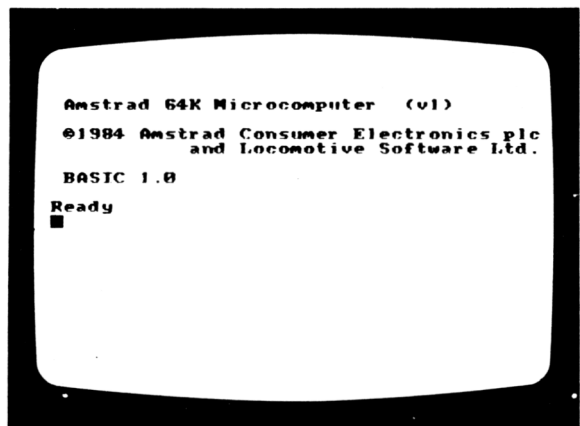 Amstrad 64K Microcomputer (v1)
©1984 Amstrad Consumer Electronics plc
and Locomotive Software Ltd.
BASIC 1.0
Ready